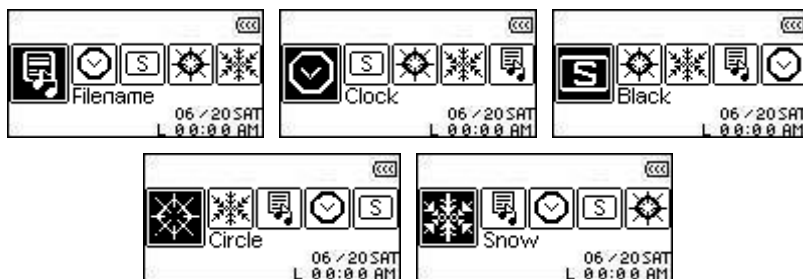 S
Filename
06/20 SAT
L 00:00 AM
S
Clock
06/20 SAT
L 00:00 AM
S
Black
06/20 SAT
L 00:00 AM
S
Circle
06/20 SAT
L 00:00 AM
S
Snow
06/20 SAT
L 00:00 AM